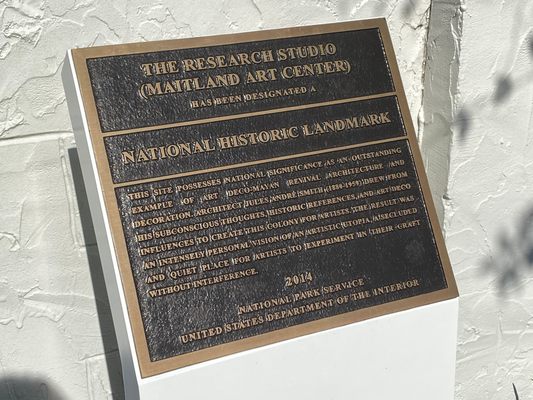 THE RESEARCH STUDIO
(MAITLAND ART CENTER)
HAS BEEN DESIGNATED A
NATIONAL HISTORIC LANDMARK
THIS SITE POSSESSES NATIONAL SIGNIFICANCE AS AN OUTSTANDING
EXAMPLE OF ART DECO-MAYAN REVIVAL ARCHITECTURE AND
DECORATION. ARCHITECT JULES ANDRÉ SMITH (1880-1959) DREW FROM
HIS SUBCONSCIOUS THOUGHTS, HISTORIC REFERENCES, AND ART DECO
INFLUENCES TO CREATE THIS COLONY FOR ARTISTS. THE RESULT WAS
AN INTENSELY PERSONAL VISION OF AN ARTISTIC UTOPIA, A SECLUDED
AND QUIET PLACE FOR ARTISTS TO EXPERIMENT IN THEIR CRAFT
WITHOUT INTERFERENCE.
2014
NATIONAL PARK SERVICE
UNITED STATES DEPARTMENT OF THE INTERIOR